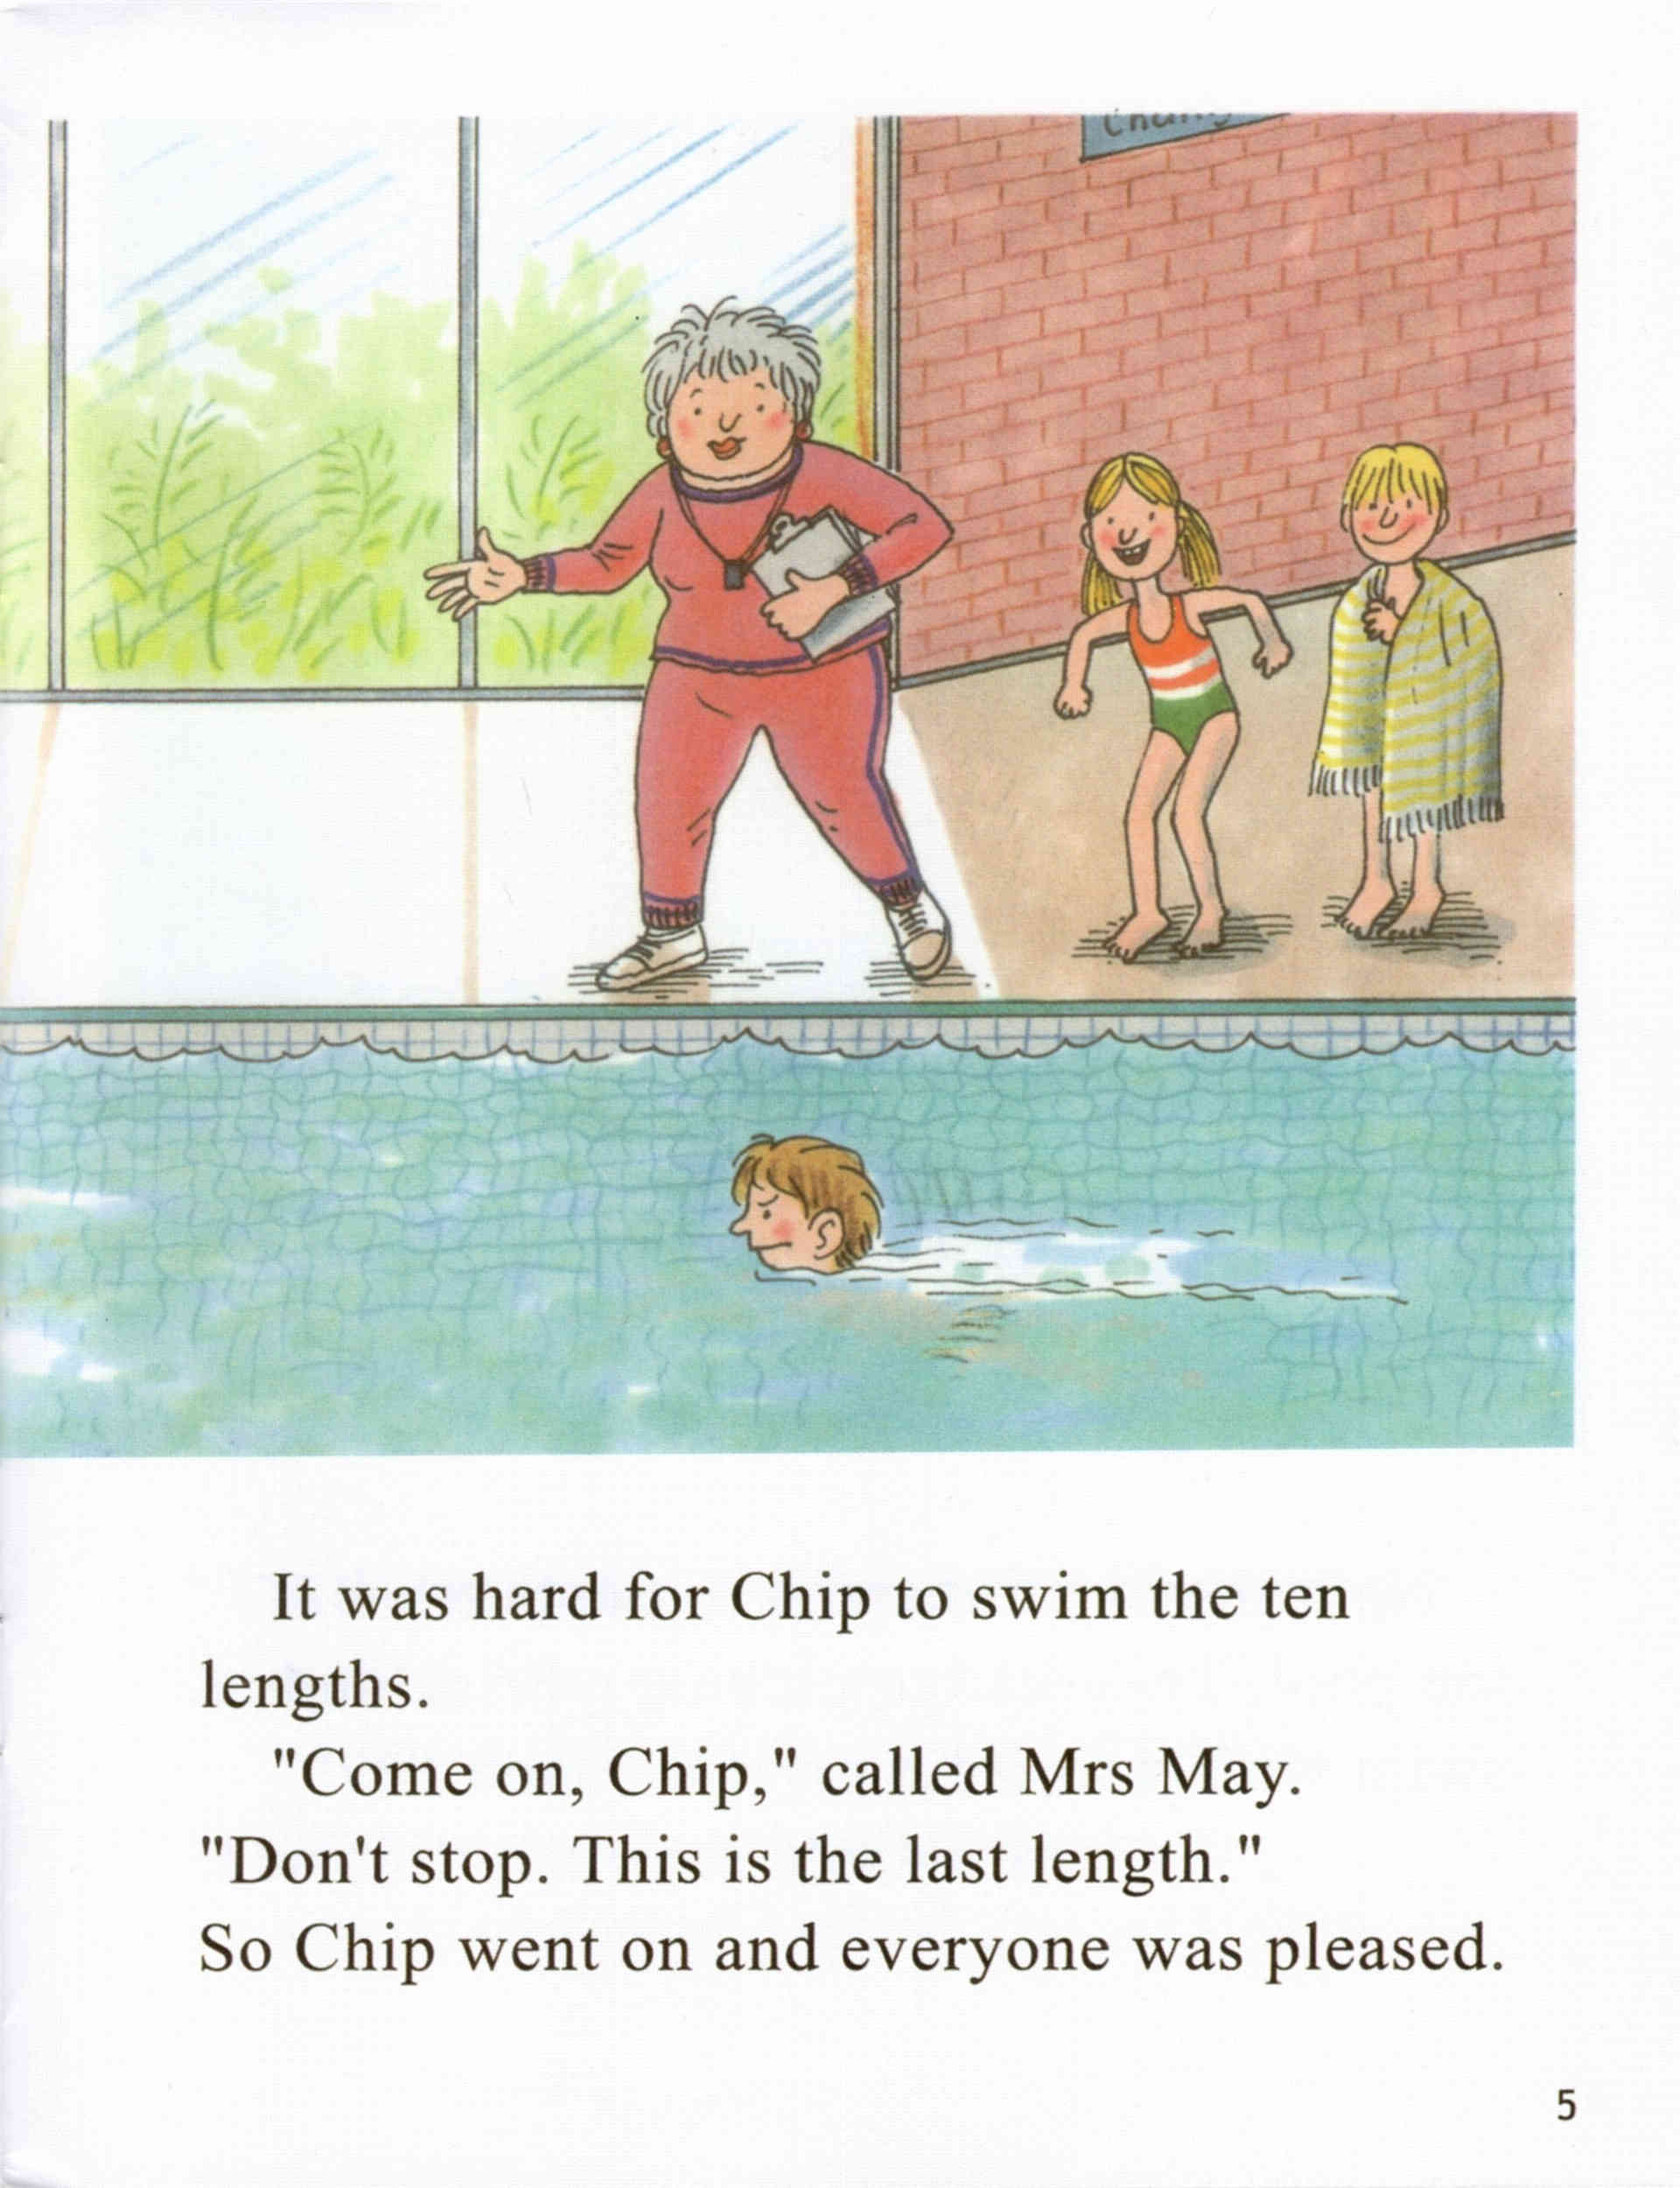 It was hard for Chip to swim the ten
lengths.
"Come on, Chip," called Mrs May.
"Don't stop. This is the last length."
So Chip went on and everyone was pleased.
5